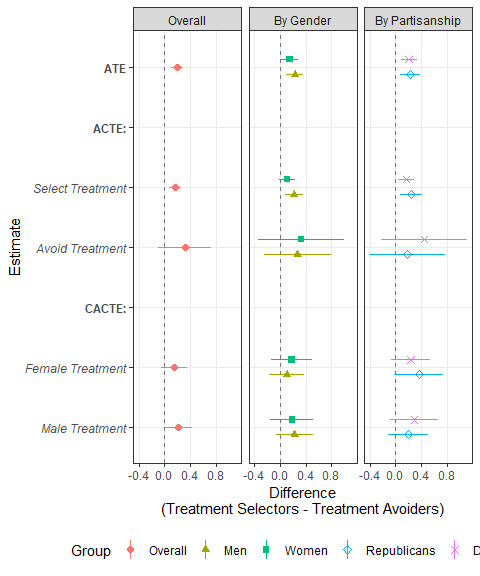 Overall By Gender By Partisanship
ATE
ACTE:
Select Treatment
Avoid Treatment
CACTE:
Female Treatment
Male Treatment
Estimate
-0.4 0.0 0.4 0.8 -0.4 0.0 0.4 0.8 -0.4 0.0 0.4 0.8
Difference
(Treatment Selectors - Treatment Avoiders)
Group Overall Men Women Republicans D